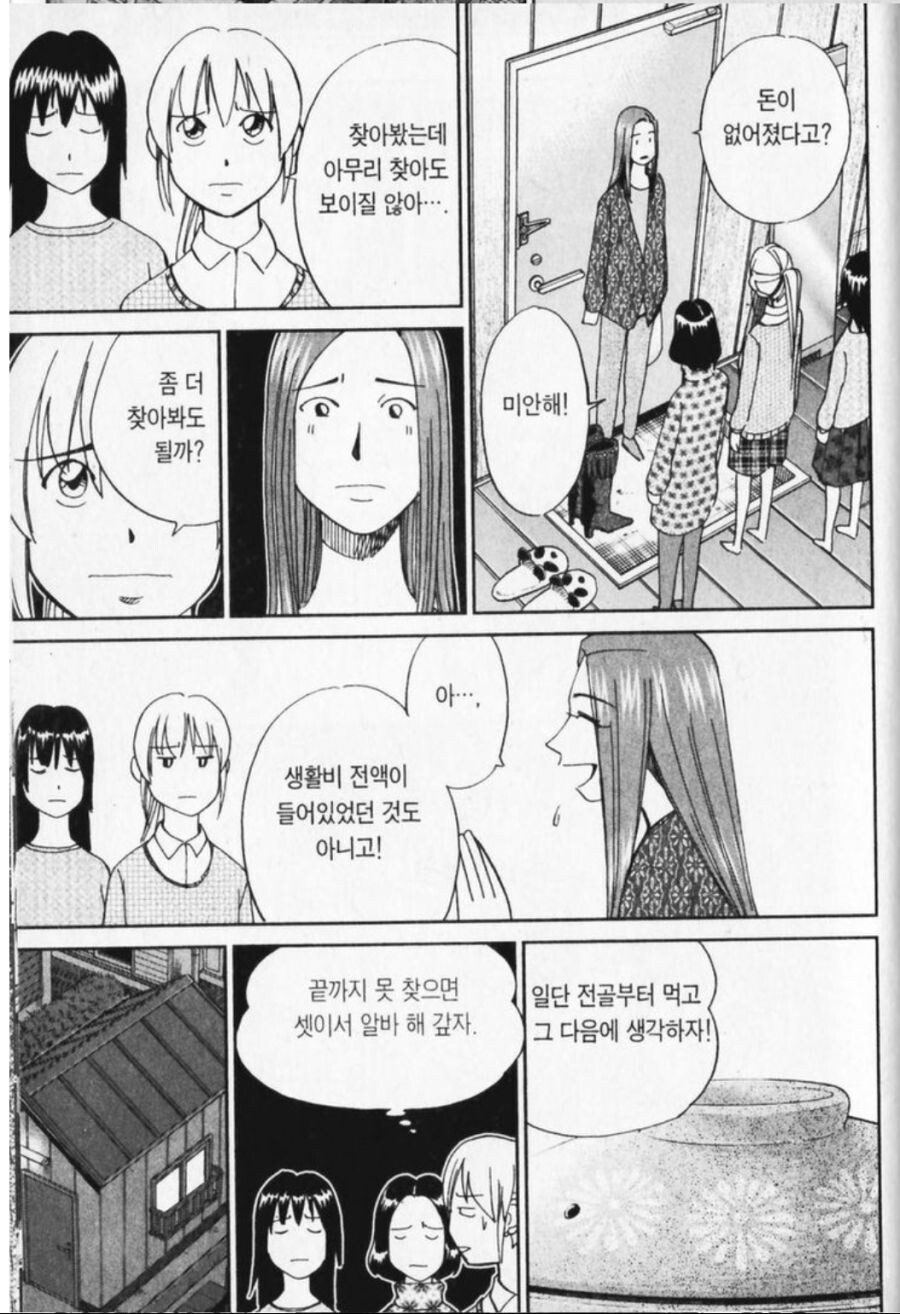 돈이
없어졌다고?
미안해!
찾아봤는데
아무리 찾아도
보이질 않아….
좀 더
찾아봐도
될까?
아…,
생활비 전액이
들어있었던 것도
아니고!
일단 전골부터 먹고
그 다음에 생각하자!
끝까지 못 찾으면
셋이서 알바 해 갚자.